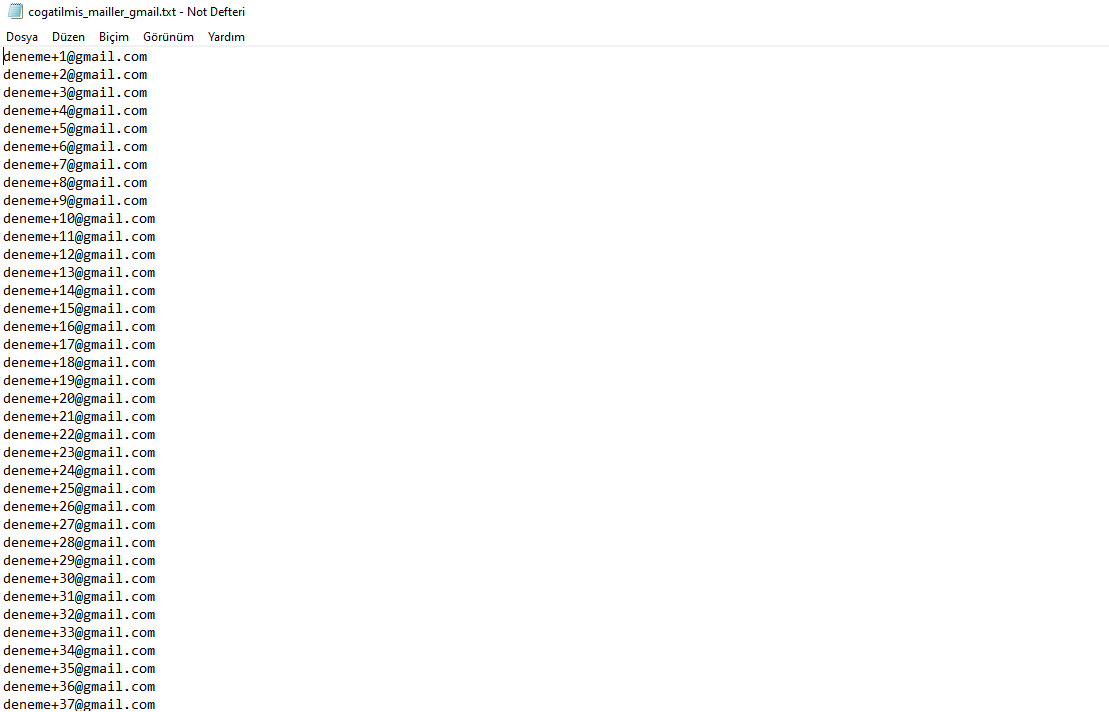 cogatilmis_mailler_gmail.txt - Not Defteri
Dosya Düzen Biçim Görünüm Yardım
deneme+1@gmail.com
deneme+2@gmail.com
deneme+3@gmail.com
deneme+4@gmail.com
deneme+5@gmail.com
deneme+6@gmail.com
deneme+7@gmail.com
deneme+8@gmail.com
deneme+9@gmail.com
deneme+10@gmail.com
deneme+11@gmail.com
deneme+12@gmail.com
deneme+13@gmail.com
deneme+14@gmail.com
deneme+15@gmail.com
deneme+16@gmail.com
deneme+17@gmail.com
deneme+18@gmail.com
deneme+19@gmail.com
deneme+20@gmail.com
deneme+21@gmail.com
deneme+22@gmail.com
deneme+23@gmail.com
deneme+24@gmail.com
deneme+25@gmail.com
deneme+26@gmail.com
deneme+27@gmail.com
deneme+28@gmail.com
deneme+29@gmail.com
deneme+30@gmail.com
deneme+31@gmail.com
deneme+32@gmail.com
deneme+33@gmail.com
deneme+34@gmail.com
deneme+35@gmail.com
deneme+36@gmail.com
deneme+37@gmail.com